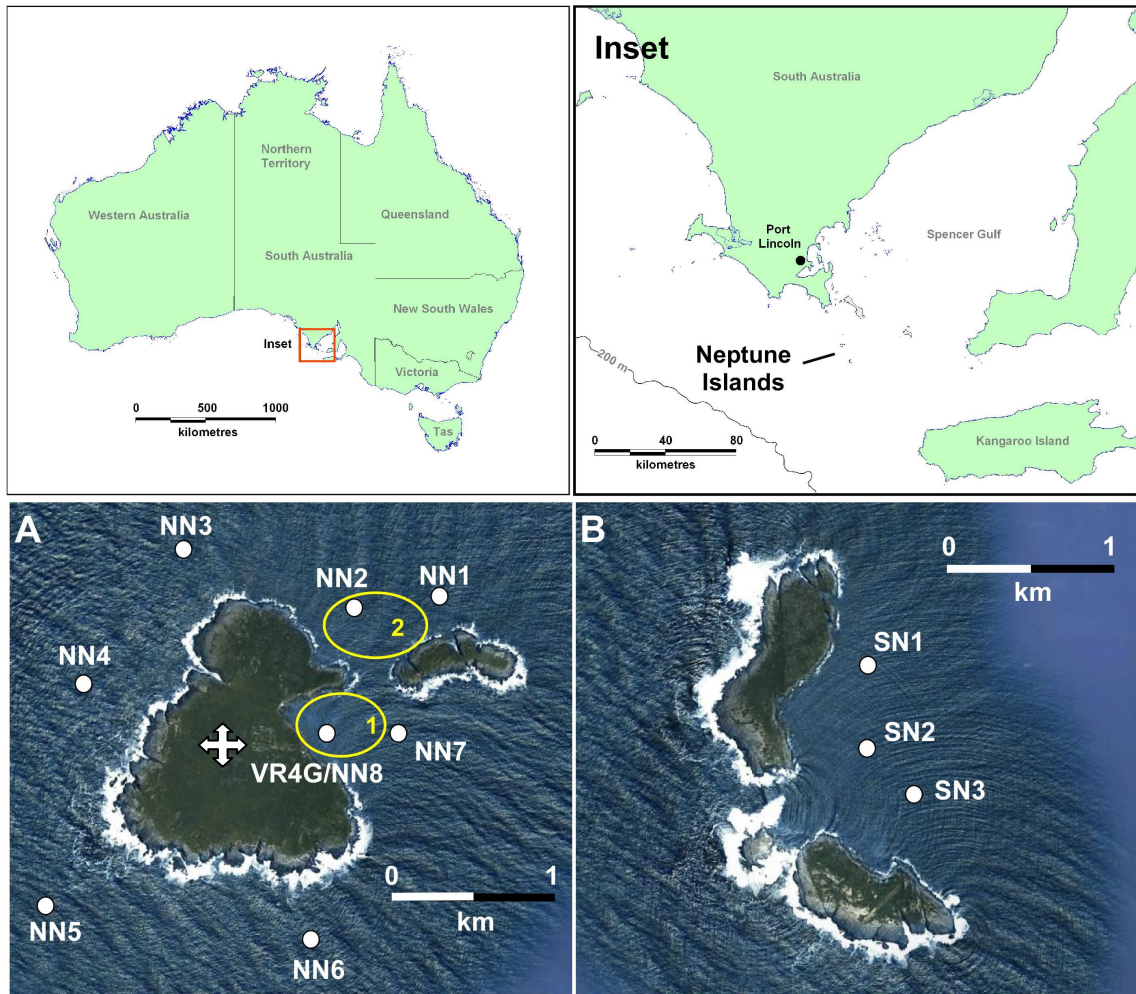 Northern
Territory
Western Australia
Queensland
South Australia
New South Wales
Inset
Victoria
Tas
0 500 1000
kilometres
Inset
South Australia
Port
Lincoln
Spencer Gulf
Neptune
Islands
200 m
Kangaroo Island
0 40 80
kilometres
A
NN3
NN2
NN1
2
NN4
1
NN7
VR4G/NN8
0 1
km
NN5
NN6
B
0 1
km
SN1
SN2
SN3